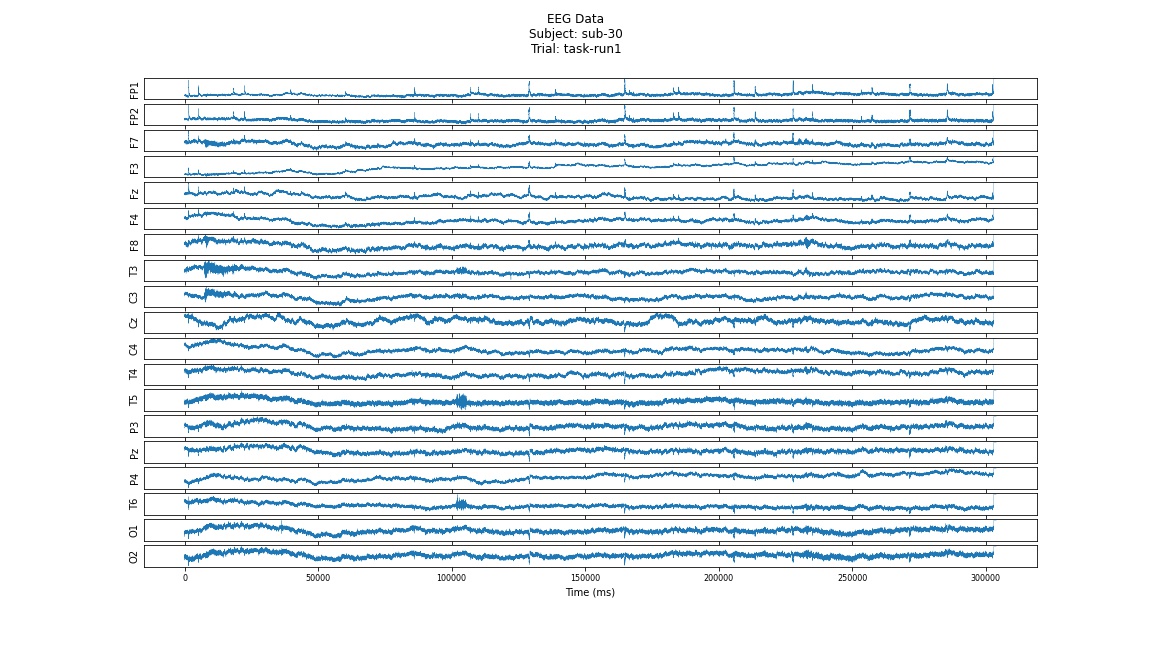 EEG Data
Subject: sub-30
Trial: task-run1
FP1
FP2
F7
F3
Fz
F4
F8
T3
C3
Cz
C4
T4
T5
P3
Pz
P4
T6
O1
O2
0 50000 100000 150000 200000 250000 300000
Time (ms)